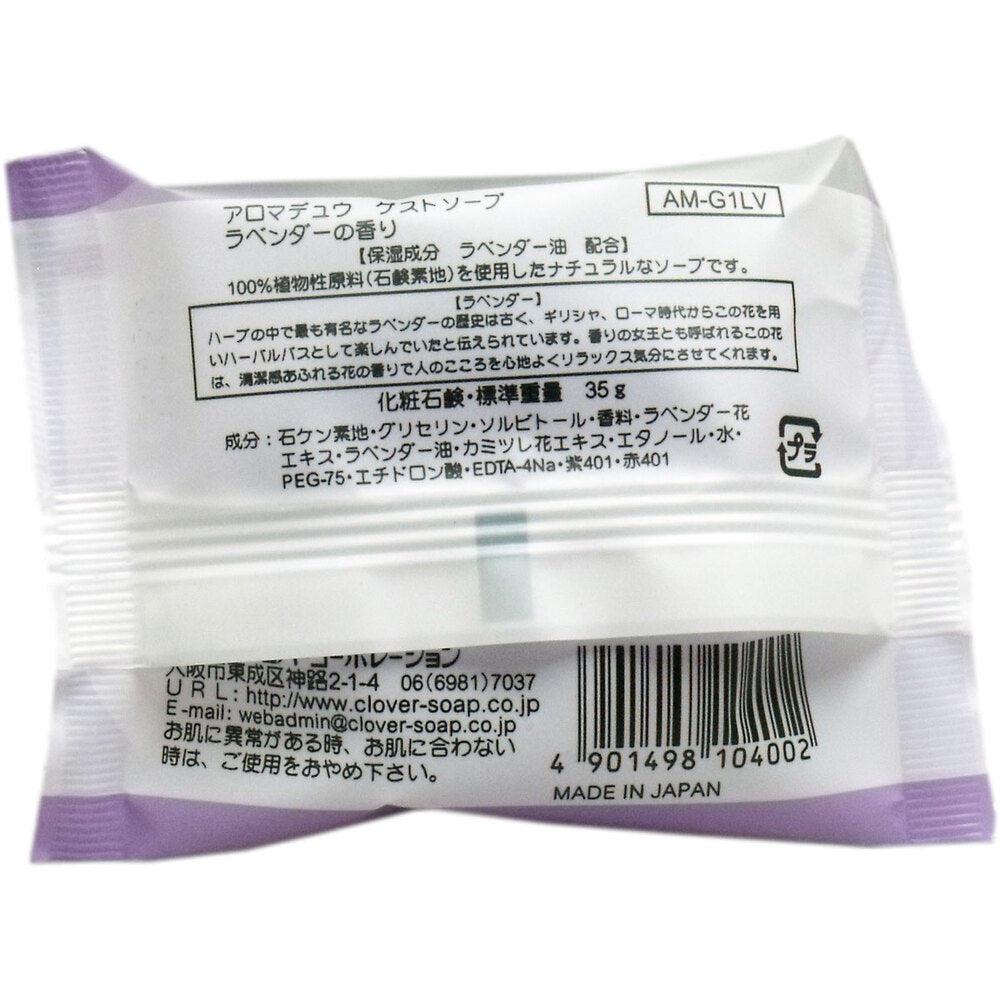 アロマデュウ ゲストソープ
AM-G1LV
ラベンダーの香り
【保湿成分 ラベンダー油 配合】
100%植物性原料(石鹸素地)を使用したナチュラルなソープです。
【ラベンダー】
ハーブの中で最も有名なラベンダーの歴史は古く、ギリシャ、ローマ時代からこの花を用
いハーバルバスとして楽しんでいたと伝えられています。香りの女王とも呼ばれるこの花
は、清潔感あふれる花の香りで人のこころを心地よくリラックス気分にさせてくれます。
化粧石鹸・標準重量 35g
成分：石ケン素地・グリセリン・ソルビトール・香料・ラベンダー花
エキス・ラベンダー油・カミツレ花エキス・エタノール・水・
PEG-75・エチドロン酸・EDTA-4Na・紫401・赤401
プラ
コーポレーション
大阪市東成区神路2-1-4 06(6981)7037
URL:http://www.clover-soap.co.jp
E-mail: webadmin@clover-soap.co.jp
お肌に異常がある時、お肌に合わない
時は、ご使用をおやめ下さい。
4 901498 104002
MADE IN JAPAN